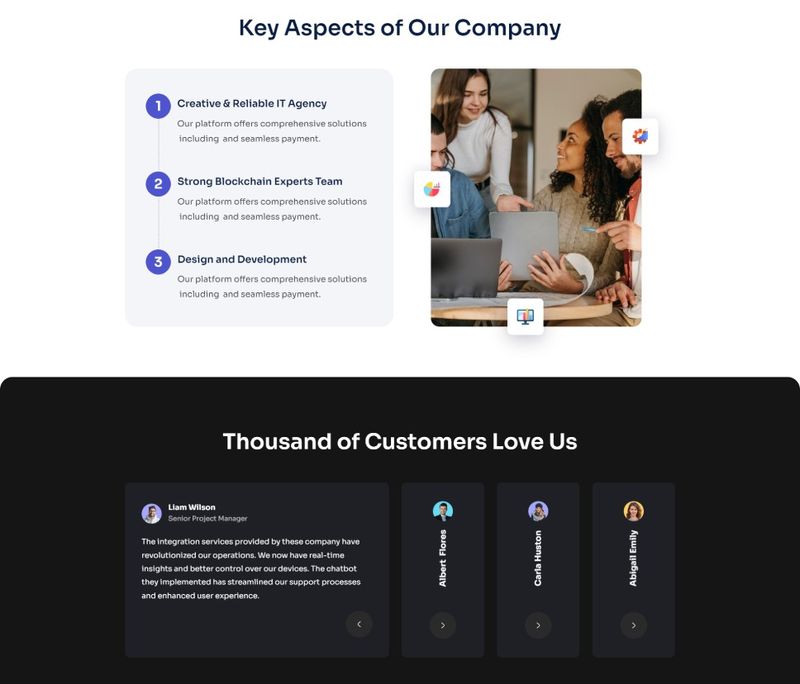 Key Aspects of Our Company
1
Creative & Reliable IT Agency
Our platform offers comprehensive solutions
including and seamless payment.
2
Strong Blockchain Experts Team
Our platform offers comprehensive solutions
including and seamless payment.
3
Design and Development
Our platform offers comprehensive solutions
including and seamless payment.
Thousand of Customers Love Us
Liam Wilson
Senior Project Manager
The integration services provided by these company have
revolutionized our operations. We now have real-time
insights and better control over our devices. The chatbot
they implemented has streamlined our support processes
and enhanced user experience.
Albert Flores
Carla Huston
Abigail Emily